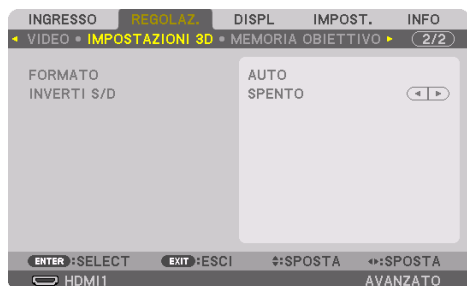 INGRESSO REGOLAZ. DISPL IMPOST. INFO
VIDEO • IMPOSTAZIONI 3D • MEMORIA OBIETTIVO 2/2
FORMATO AUTO
INVERTI S/D SPENTO
ENTER :SELECT EXIT :ESCI :SPOSTA :SPOSTA
HDMI1 AVANZATO